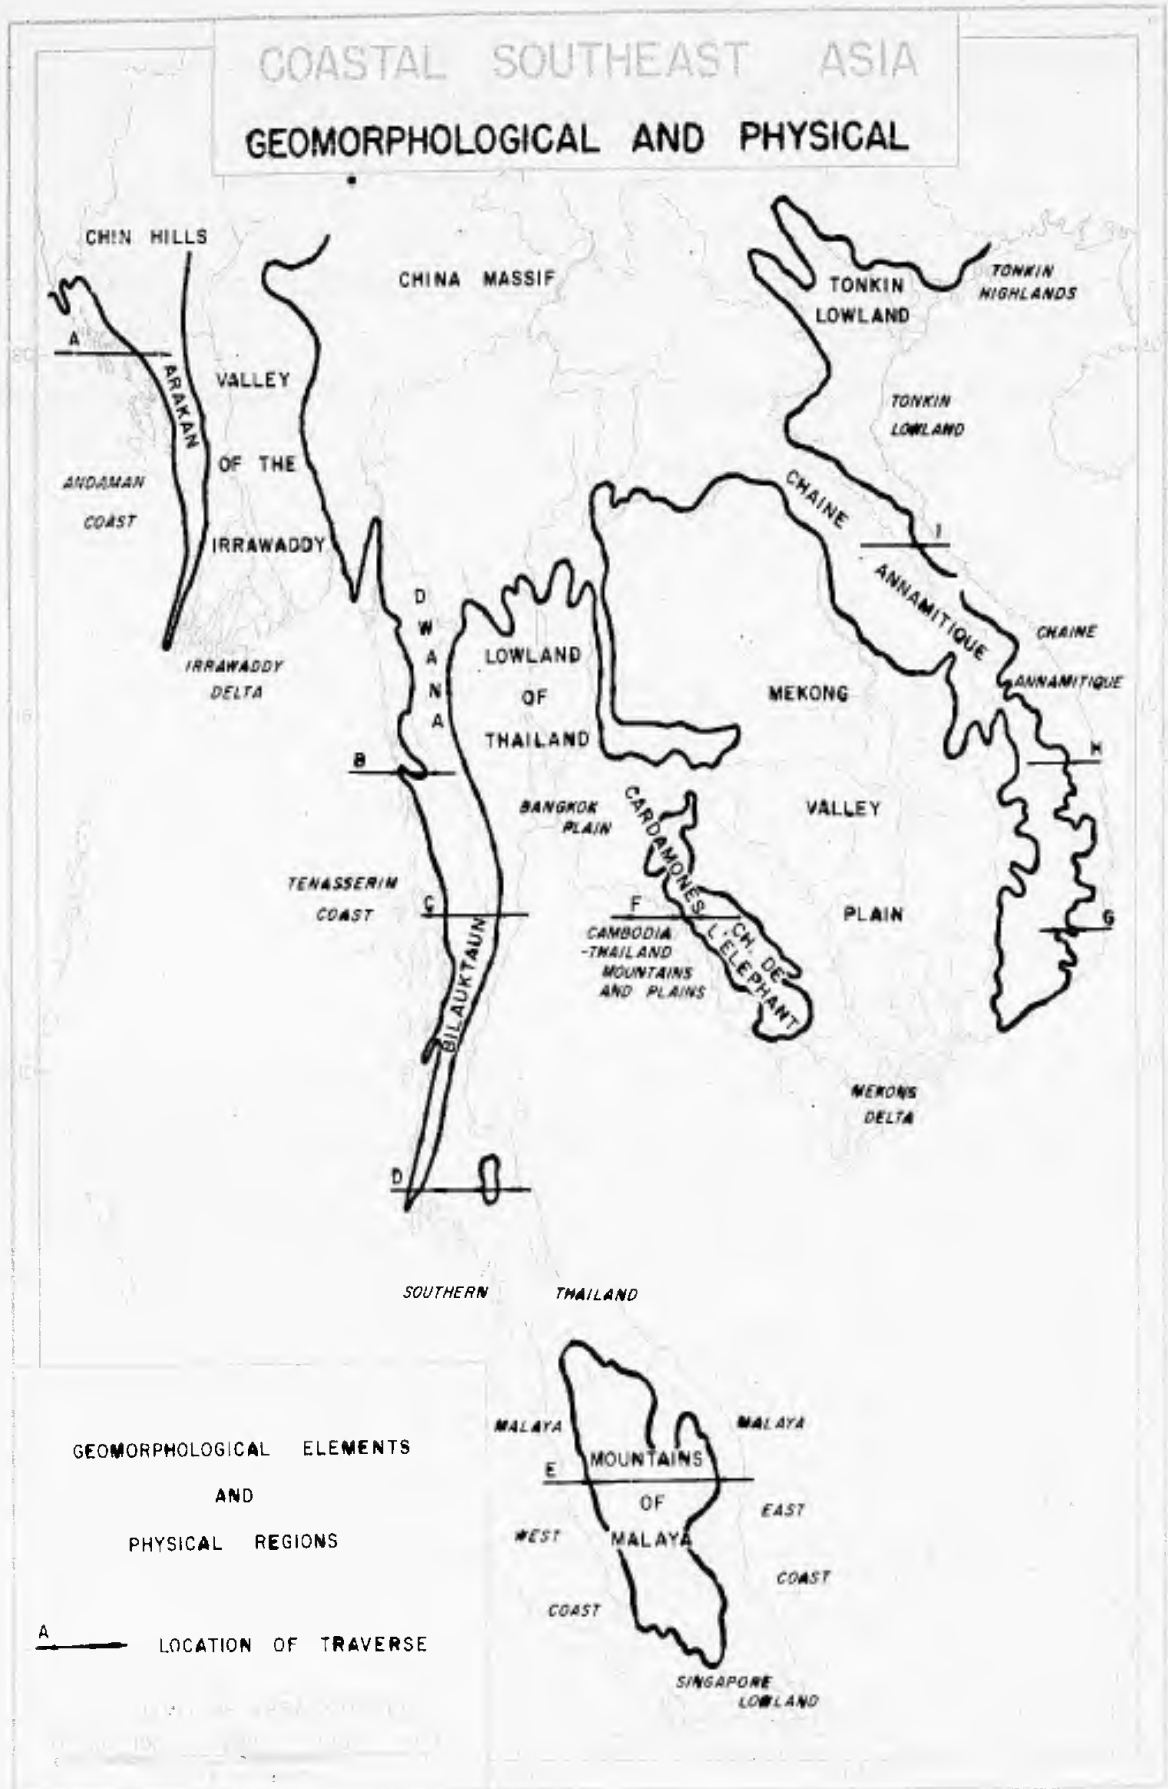 COASTAL SOUTHEAST ASIA
GEOMORPHOLOGICAL AND PHYSICAL
CHIN HILLS
CHINA MASSIF
TONKIN
LOWLAND
TONKIN
HIGHLANDS
A
ARAKAN
VALLEY
OF THE
IRRAWADDY
TONKIN
LOWLAND
ANDAMAN
COAST
CHAINE
ANNAMITIQUE
I
DWANA
LOWLAND
OF
THAILAND
CHAINE
ANNAMITIQUE
IRRAWADDY
DELTA
MEKONG
VALLEY
PLAIN
B
H
BANGKOK
PLAIN
CARDAMONES
CH. DE
L'ELEPHANT
TENASSERIM
COAST
C
F
G
CAMBODIA
-THAILAND
MOUNTAINS
AND PLAINS
BILAUKTAUN
MEKONG
DELTA
D
SOUTHERN THAILAND
MALAYA
WEST
COAST
MALAYA
EAST
COAST
E
MOUNTAINS
OF
MALAYA
SINGAPORE
LOWLAND
GEOMORPHOLOGICAL ELEMENTS
AND
PHYSICAL REGIONS
A
LOCATION OF TRAVERSE